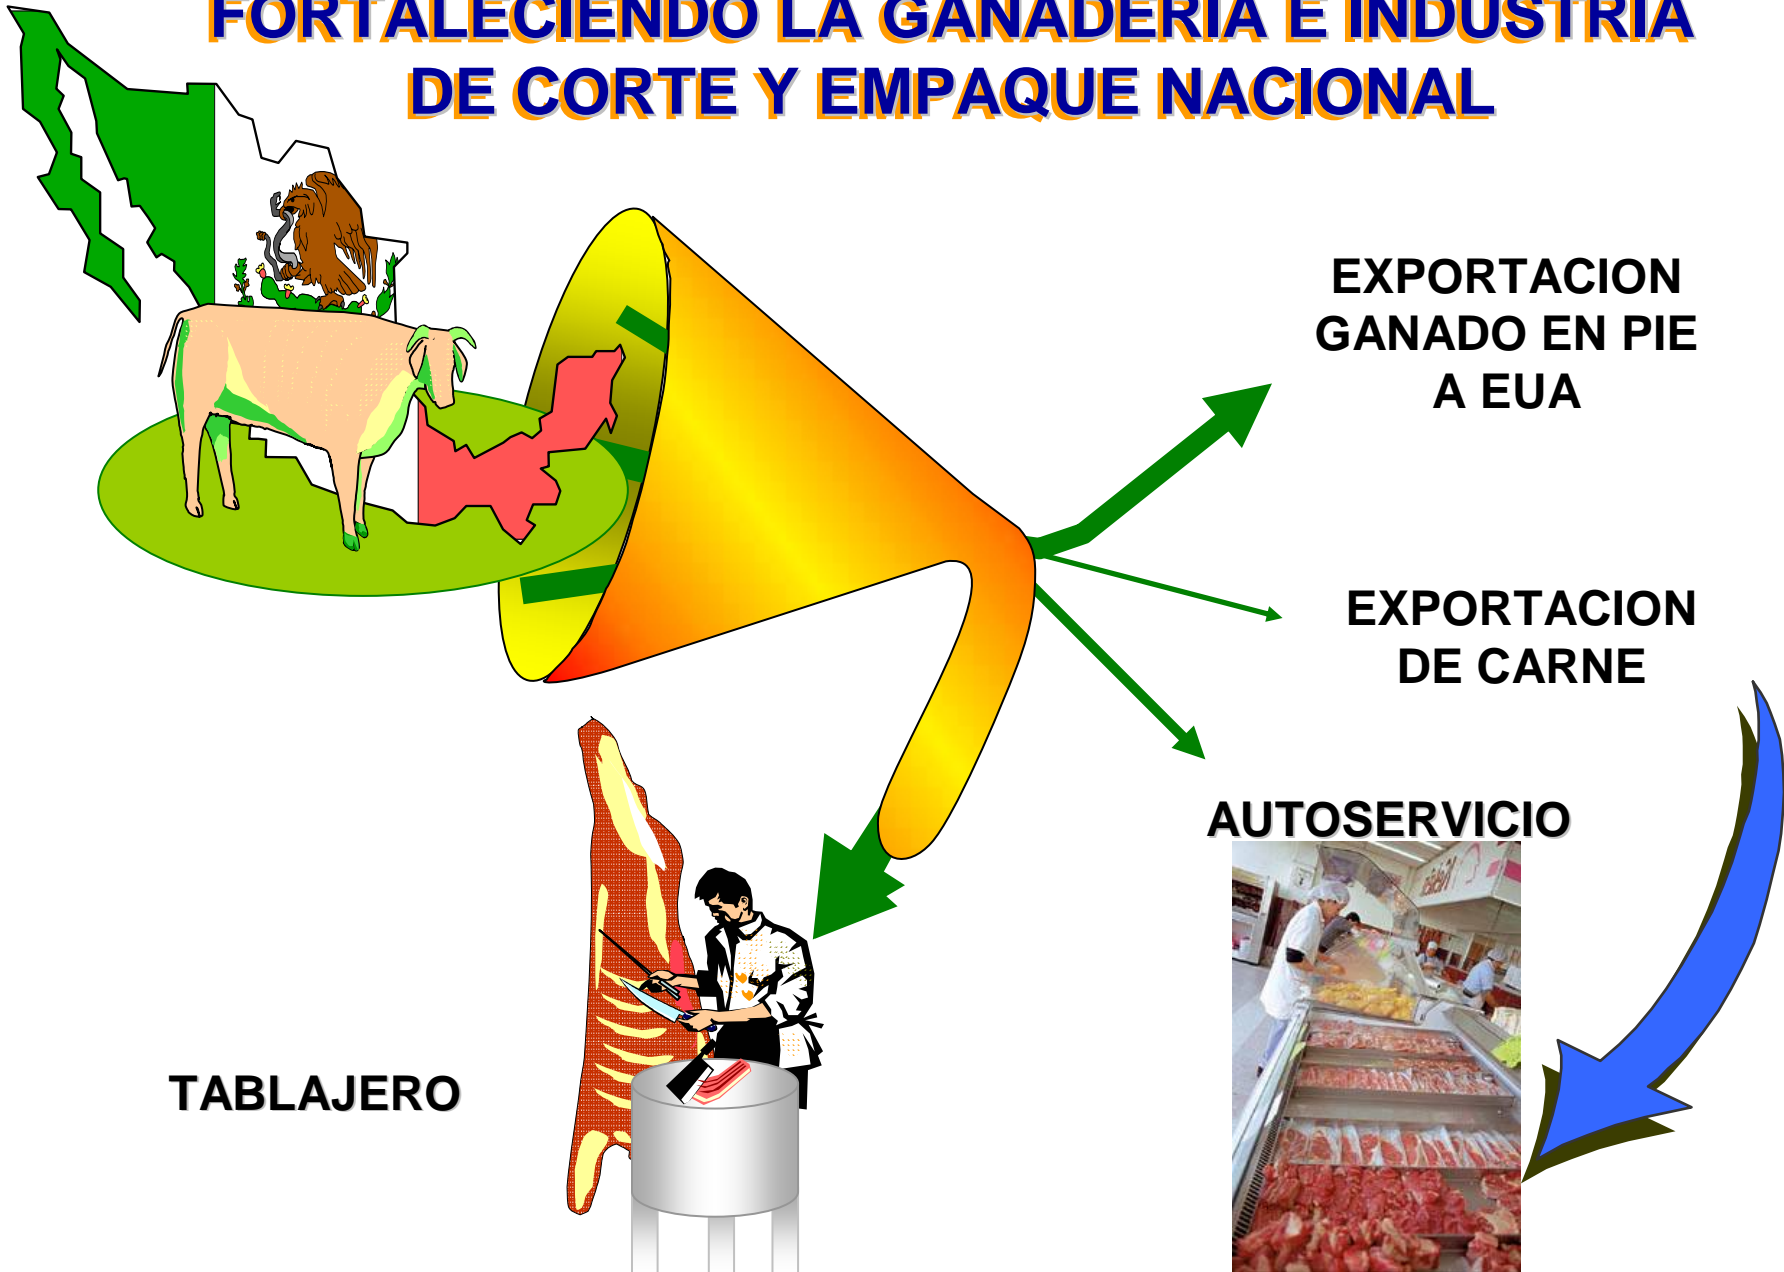 FORTALECIENDO LA GANADERIA E INDUSTRIA
DE CORTE Y EMPAQUE NACIONAL
EXPORTACION
GANADO EN PIE
A EUA
EXPORTACION
DE CARNE
AUTOSERVICIO
TABLAJERO